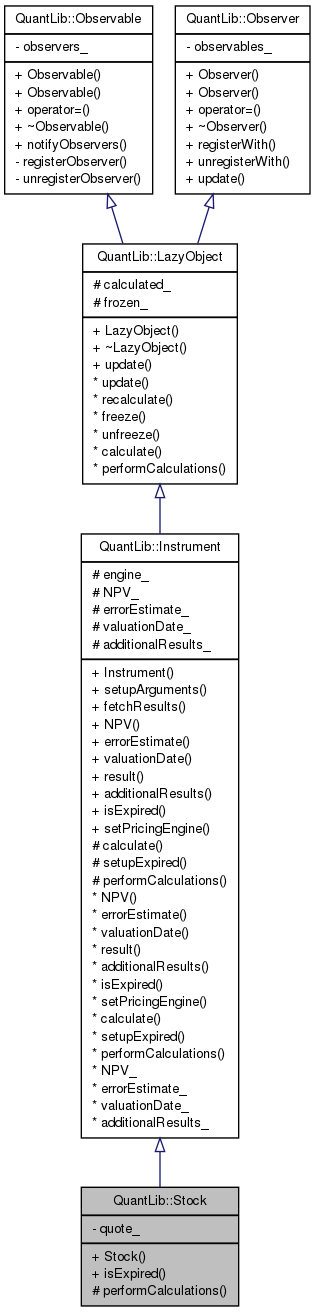 QuantLib::Observable
- observers_
+ Observable()
+ Observable()
+ operator=()
+ ~Observable()
+ notifyObservers()
- registerObserver()
- unregisterObserver()
QuantLib::Observer
- observables_
+ Observer()
+ Observer()
+ operator=()
+ ~Observer()
+ registerWith()
+ unregisterWith()
+ update()
QuantLib::LazyObject
# calculated_
# frozen_
+ LazyObject()
+ ~LazyObject()
+ update()
* update()
* recalculate()
* freeze()
* unfreeze()
* calculate()
* performCalculations()
QuantLib::Instrument
# engine_
# NPV_
# errorEstimate_
# valuationDate_
# additionalResults_
+ Instrument()
+ setupArguments()
+ fetchResults()
+ NPV()
+ errorEstimate()
+ valuationDate()
+ result()
+ additionalResults()
+ isExpired()
+ setPricingEngine()
# calculate()
# setupExpired()
# performCalculations()
* NPV()
* errorEstimate()
* valuationDate()
* result()
* additionalResults()
* isExpired()
* setPricingEngine()
* calculate()
* setupExpired()
* performCalculations()
* NPV_
* errorEstimate_
* valuationDate_
* additionalResults_
QuantLib::Stock
- quote_
+ Stock()
+ isExpired()
# performCalculations()